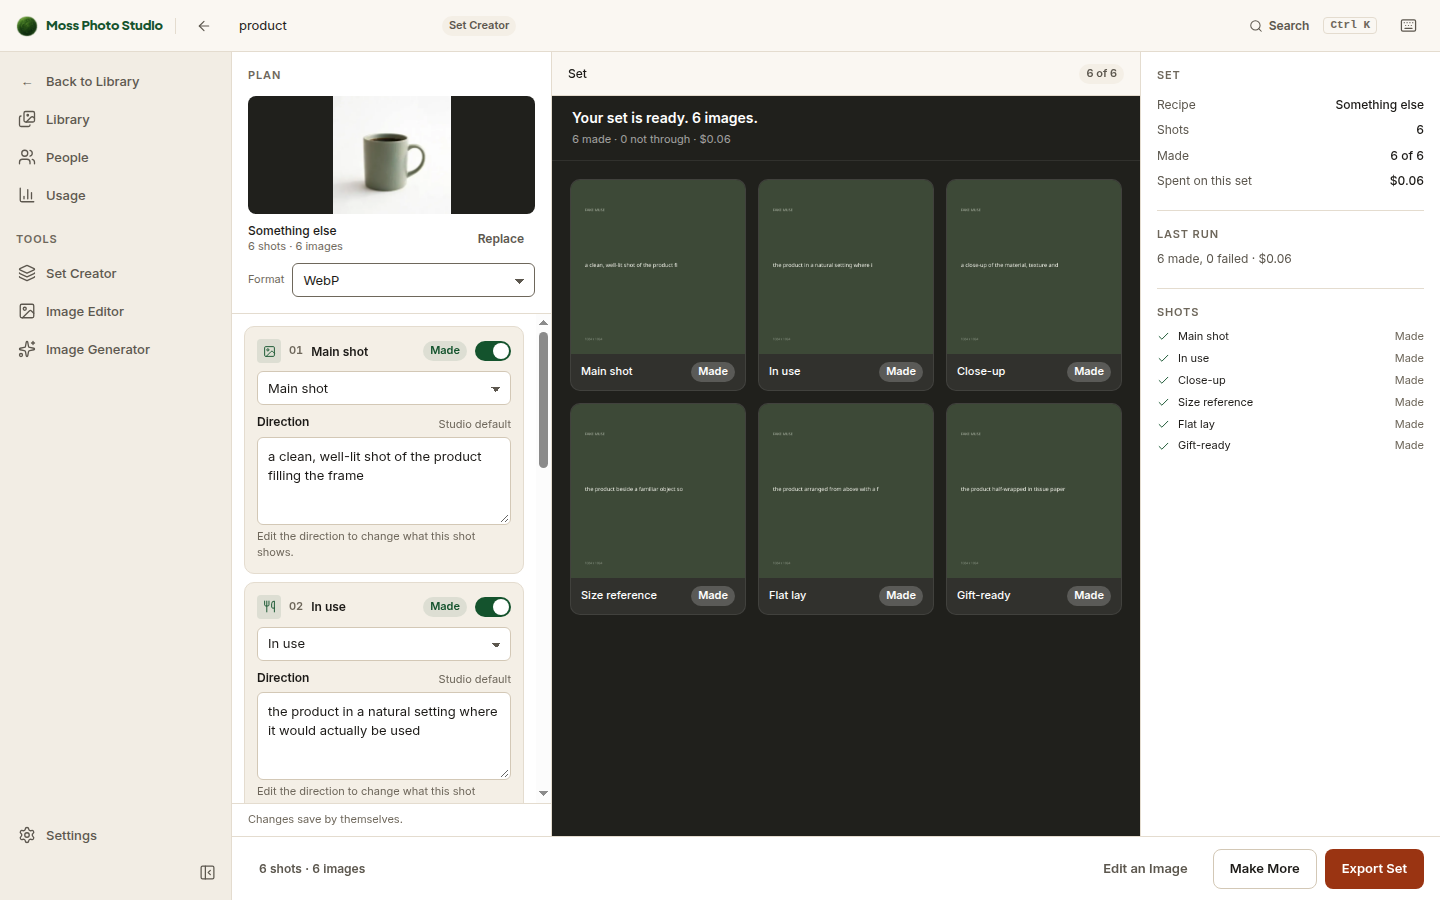 Moss Photo Studio
product
Set Creator
Search
Ctrl K
← Back to Library
Library
People
Usage
TOOLS
Set Creator
Image Editor
Image Generator
Settings
PLAN
Something else
6 shots · 6 images
Replace
Format
WebP
01 Main shot
Made
Main shot
Direction
Studio default
a clean, well-lit shot of the product
filling the frame
Edit the direction to change what this shot
shows.
02 In use
Made
In use
Direction
Studio default
the product in a natural setting where
it would actually be used
Edit the direction to change what this shot
Changes save by themselves.
Set
6 of 6
Your set is ready. 6 images.
6 made · 0 not through · $0.06
a clean, well-lit shot of the product fi
Main shot
Made
the product in a natural setting where i
In use
Made
a close-up of the material, texture and
Close-up
Made
the product beside a familiar object so
Size reference
Made
the product arranged from above with a f
Flat lay
Made
the product half-wrapped in tissue paper
Gift-ready
Made
SET
Recipe
Something else
Shots
6
Made
6 of 6
Spent on this set
$0.06
LAST RUN
6 made, 0 failed · $0.06
SHOTS
Main shot
Made
In use
Made
Close-up
Made
Size reference
Made
Flat lay
Made
Gift-ready
Made
6 shots · 6 images
Edit an Image
Make More
Export Set